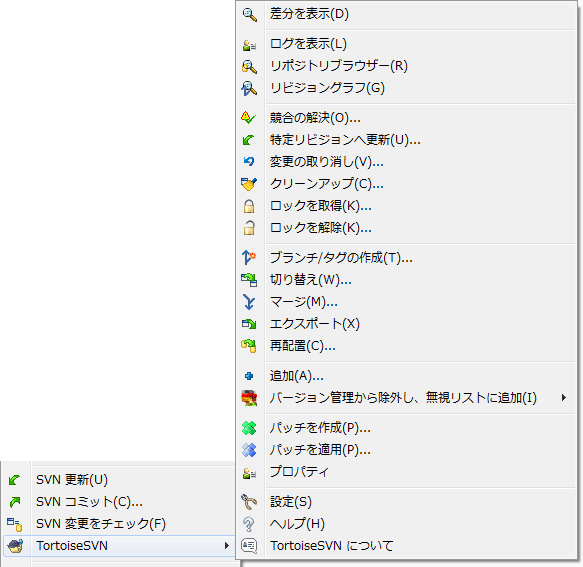 差分を表示(D)
ログを表示(L)
リポジトリブラウザー(R)
リビジョングラフ(G)
競合の解決(O)...
特定リビジョンへ更新(U)...
変更の取り消し(V)...
クリーンアップ(C)...
ロックを取得(K)...
ロックを解除(K)...
ブランチ/タグの作成(T)...
切り替え(W)...
マージ(M)...
エクスポート(X)
再配置(C)...
追加(A)...
バージョン管理から除外し、無視リストに追加(I)
パッチを作成(P)...
パッチを適用(P)...
プロパティ
設定(S)
ヘルプ(H)
TortoiseSVN について
SVN 更新(U)
SVN コミット(C)...
SVN 変更をチェック(F)
TortoiseSVN